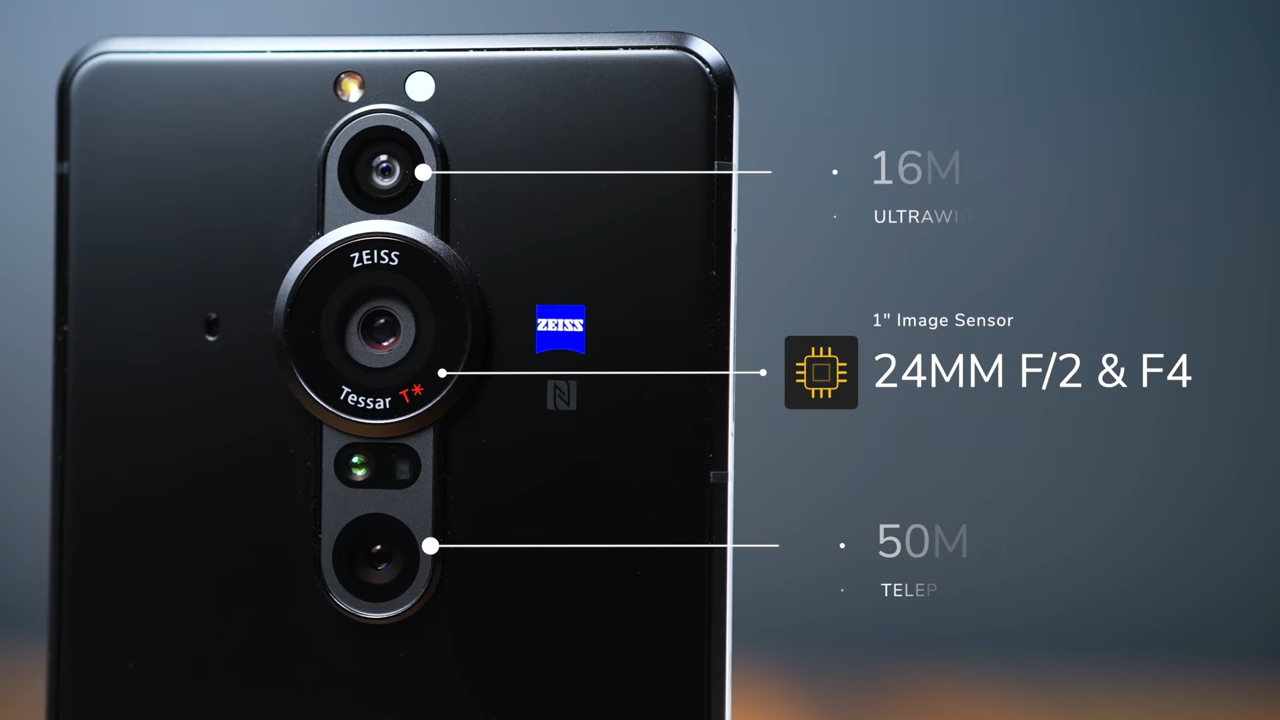 16M
ULTRAWI
ZEISS
ZEISS
1" Image Sensor
24MM F/2 & F4
Tessar T*
50M
TELEP